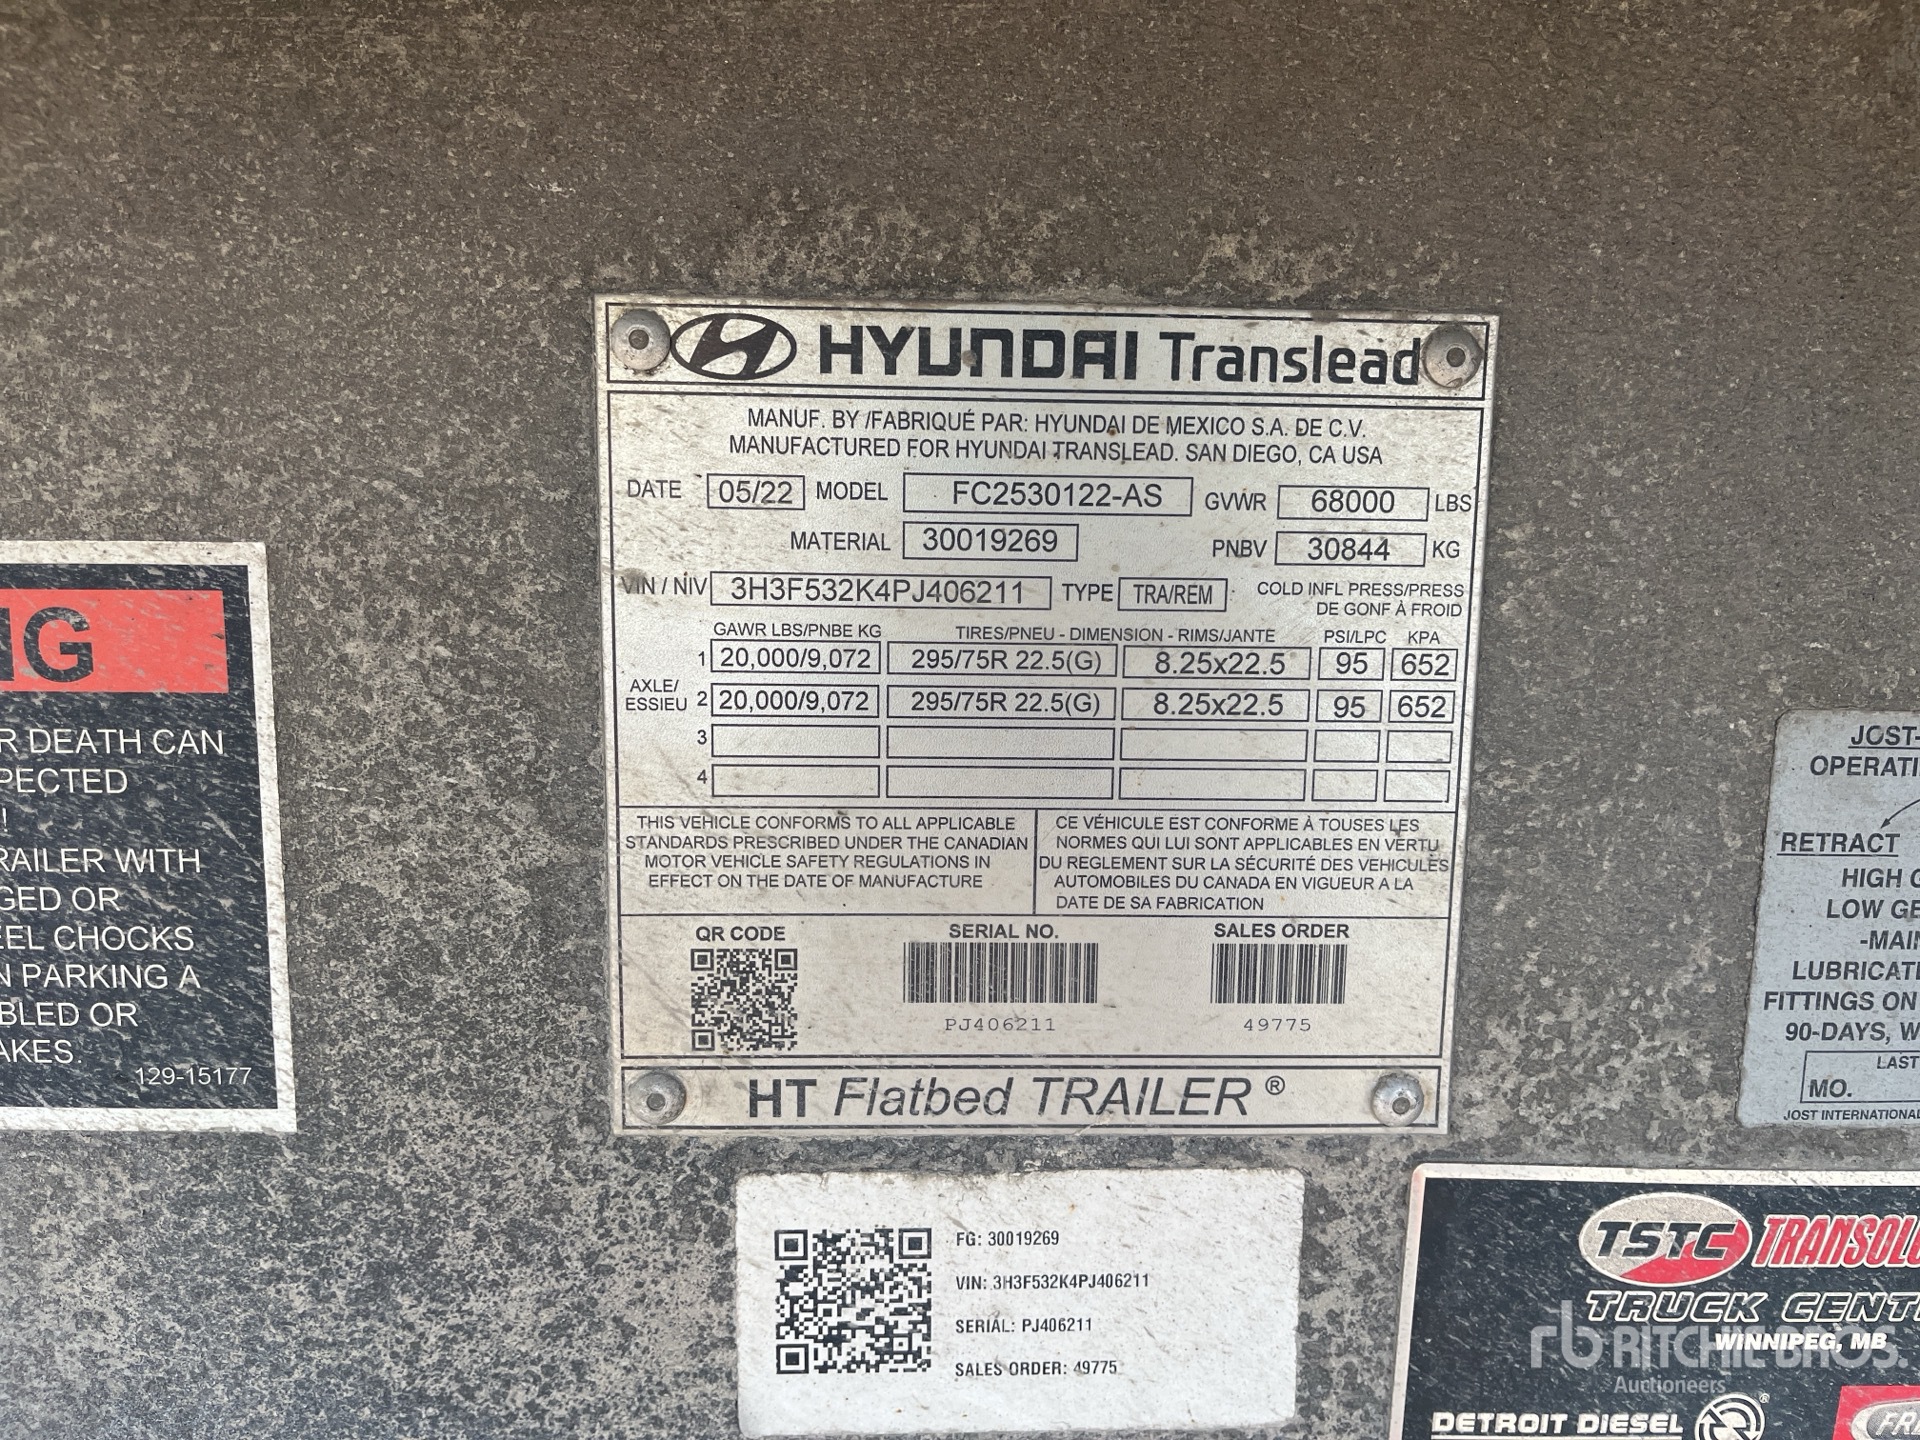 HYUNDAI Translead
MANUF. BY /FABRIQUÉ PAR: HYUNDAI DE MEXICO S.A. DE C.V.
MANUFACTURED FOR HYUNDAI TRANSLEAD. SAN DIEGO, CA USA
DATE 05/22 MODEL FC2530122-AS GVWR 68000 LBS
MATERIAL 30019269 PNBV 30844 KG
VIN / NIV 3H3F532K4PJ406211 TYPE TRA/REM COLD INFL PRESS/PRESS
DE GONF À FROID
GAWR LBS/PNBE KG TIRES/PNEU - DIMENSION - RIMS/JANTE PSI/LPC KPA
1 20,000/9,072 295/75R 22.5(G) 8.25x22.5 95 652
AXLE/
ESSIEU 2 20,000/9,072 295/75R 22.5(G) 8.25x22.5 95 652
3
4
THIS VEHICLE CONFORMS TO ALL APPLICABLE
STANDARDS PRESCRIBED UNDER THE CANADIAN
MOTOR VEHICLE SAFETY REGULATIONS IN
EFFECT ON THE DATE OF MANUFACTURE
CE VÉHICULE EST CONFORME À TOUSES LES
NORMES QUI LUI SONT APPLICABLES EN VERTU
DU REGLEMENT SUR LA SÉCURITÉ DES VEHICULES
AUTOMOBILES DU CANADA EN VIGUEUR A LA
DATE DE SA FABRICATION
QR CODE SERIAL NO. SALES ORDER
PJ406211 49775
HT Flatbed TRAILER ®
FG: 30019269
VIN: 3H3F532K4PJ406211
SERIAL: PJ406211
SALES ORDER: 49775
NG
R DEATH CAN
PECTED
!
RAILER WITH
GED OR
EEL CHOCKS
N PARKING A
BLED OR
AKES.
129-15177
JOST-
OPERATI
RETRACT
HIGH G
LOW GE
-MAIN
LUBRICATI
FITTINGS ON
90-DAYS, W
LAST
MO.
JOST INTERNATIONAL
TSTC TRANSOLU
TRUCK CENT
WINNIPEG, MB
DETROIT DIESEL ®
FR
rb RITCHIE BROS.
Auctioneers